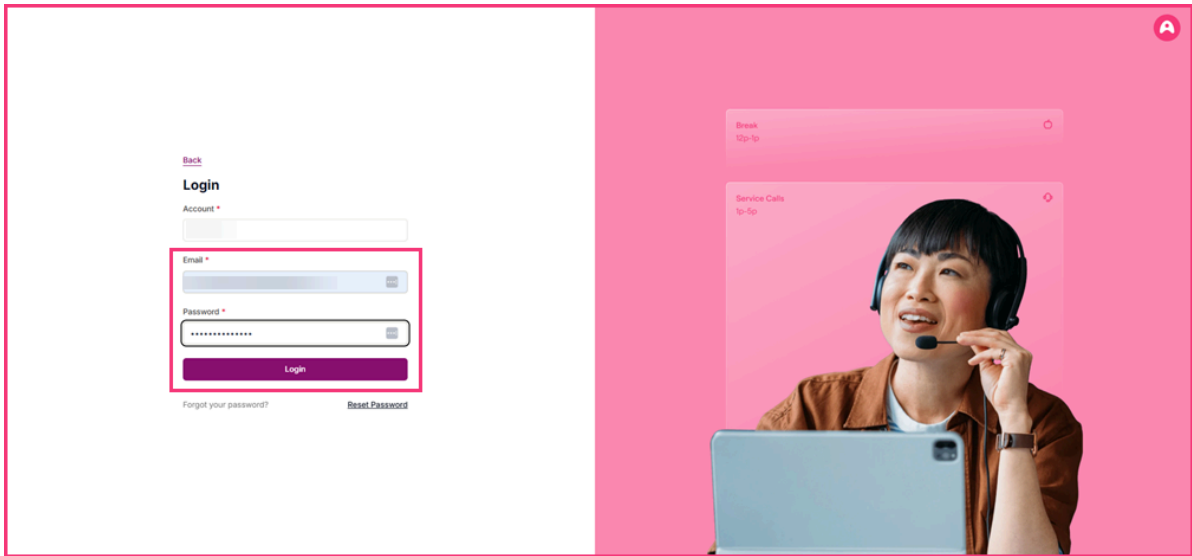 Back
Login
Account *
Email *
Password *
Login
Forgot your password? Reset Password
Break
12p-1p
Service Calls
1p-5p